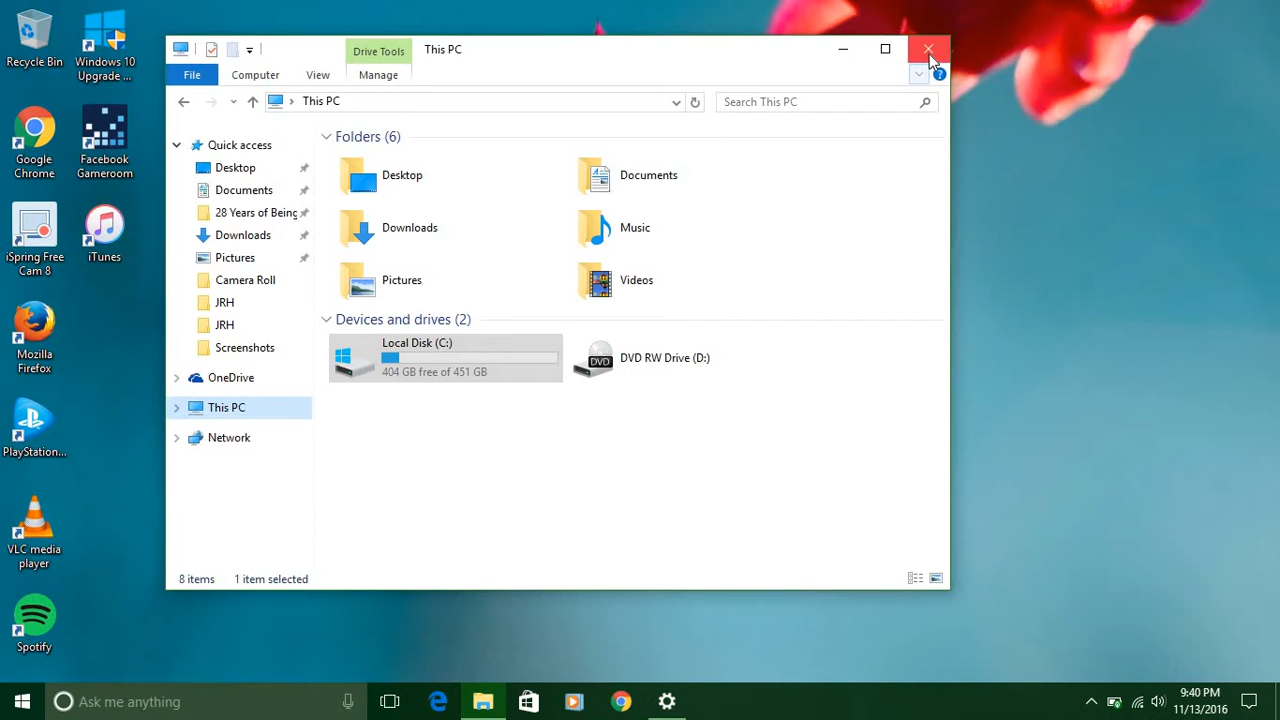 Recycle Bin
Windows 10
Upgrade ...
Google
Chrome
Facebook
Gameroom
iSpring Free
Cam 8
iTunes
Mozilla
Firefox
PlayStation...
VLC media
player
Spotify
Drive Tools
This PC
File
Computer
View
Manage
?
This PC
Search This PC
Quick access
Desktop
Documents
28 Years of Being
Downloads
Pictures
Camera Roll
JRH
JRH
Screenshots
OneDrive
This PC
Network
Folders (6)
Desktop
Documents
Downloads
Music
Pictures
Videos
Devices and drives (2)
Local Disk (C:)
404 GB free of 451 GB
DVD
DVD RW Drive (D:)
8 items
1 item selected
Ask me anything
9:40 PM
11/13/2016